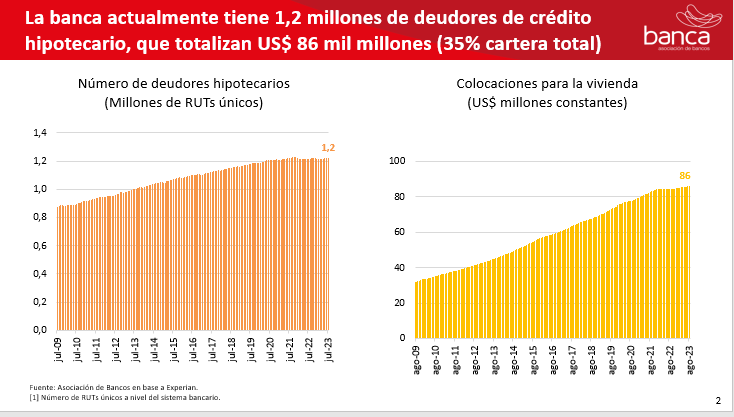 La banca actualmente tiene 1,2 millones de deudores de crédito
hipotecario, que totalizan US$ 86 mil millones (35% cartera total)
banca
asociación de bancos
Número de deudores hipotecarios
(Millones de RUTs únicos)
1,4
1,2
1,0
0,8
0,6
0,4
0,2
0,0
1,2
jul-09
jul-10
jul-11
jul-12
jul-13
jul-14
jul-15
jul-16
jul-17
jul-18
jul-19
jul-20
jul-21
jul-22
jul-23
Colocaciones para la vivienda
(US$ millones constantes)
100
80
60
40
20
0
86
ago-09
ago-10
ago-11
ago-12
ago-13
ago-14
ago-15
ago-16
ago-17
ago-18
ago-19
ago-20
ago-21
ago-22
ago-23
Fuente: Asociación de Bancos en base a Experian.
[1] Número de RUTs únicos a nivel del sistema bancario.
2